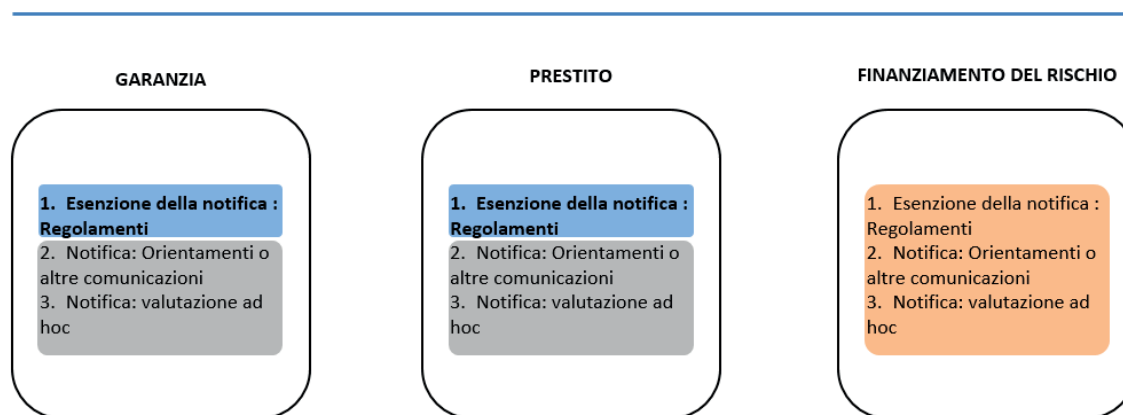 GARANZIA
1. Esenzione della notifica :
Regolamenti
2. Notifica: Orientamenti o
altre comunicazioni
3. Notifica: valutazione ad
hoc
PRESTITO
1. Esenzione della notifica :
Regolamenti
2. Notifica: Orientamenti o
altre comunicazioni
3. Notifica: valutazione ad
hoc
FINANZIAMENTO DEL RISCHIO
1. Esenzione della notifica :
Regolamenti
2. Notifica: Orientamenti o
altre comunicazioni
3. Notifica: valutazione ad
hoc